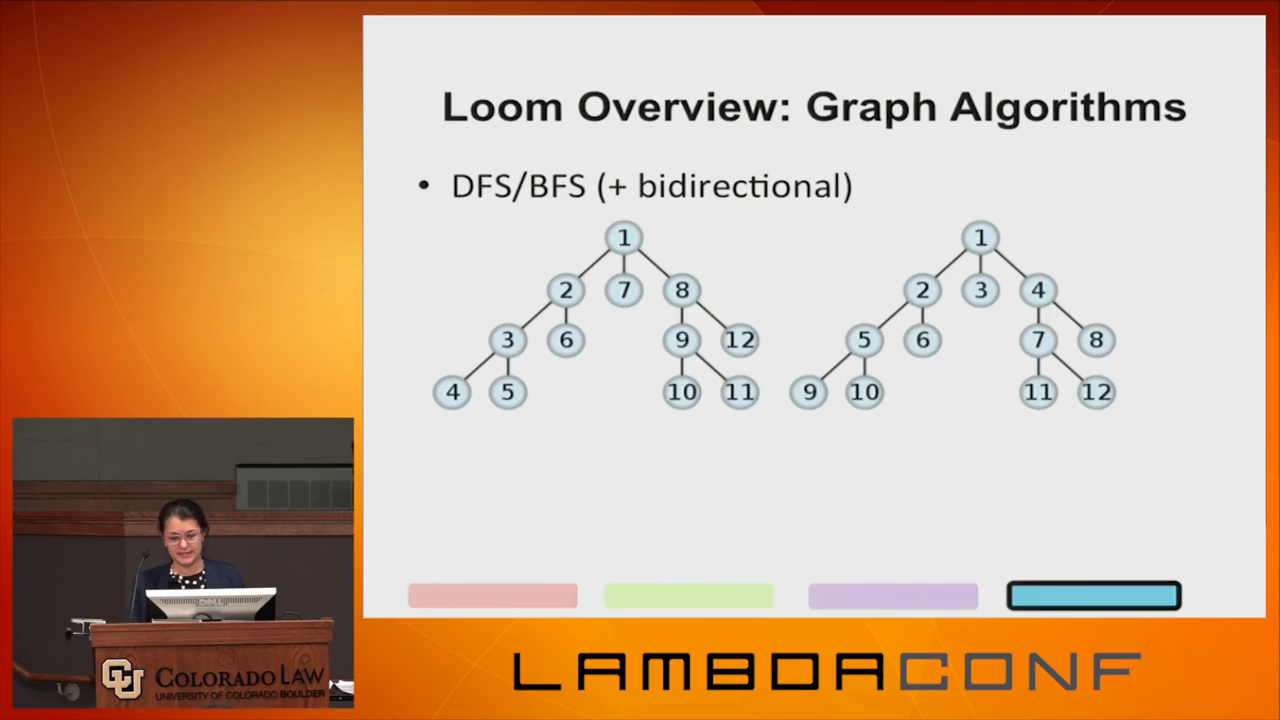 Loom Overview: Graph Algorithms
• DFS/BFS (+ bidirectional)
1 1
2 7 8 2 3 4
3 6 9 12 5 6 7 8
4 5 10 11 9 10 11 12
CU COLORADO LAW
UNIVERSITY OF COLORADO BOULDER
LAMBDACONF